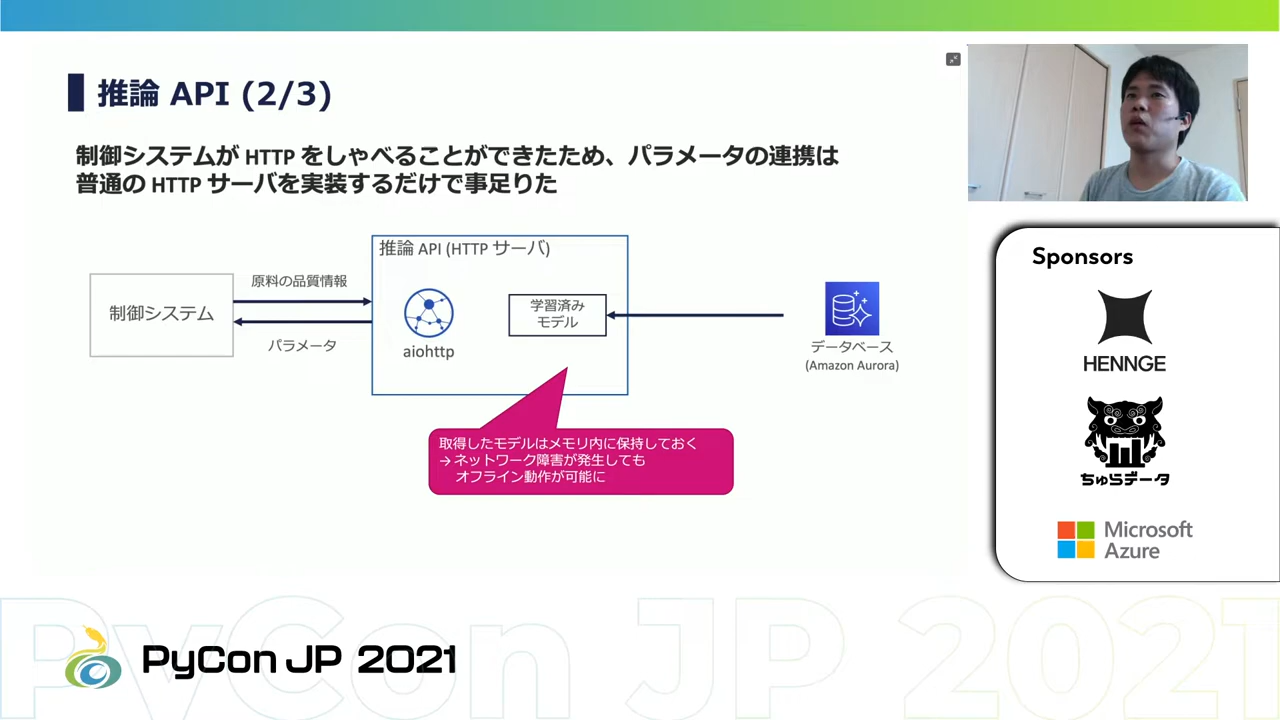 推論 API (2/3)
制御システムが HTTP をしゃべることができたため、パラメータの連携は
普通の HTTP サーバを実装するだけで事足りた
推論 API (HTTP サーバ)
制御システム
原料の品質情報
パラメータ
aiohttp
学習済み
モデル
データベース
(Amazon Aurora)
取得したモデルはメモリ内に保持しておく
→ ネットワーク障害が発生しても
オフライン動作が可能に
Sponsors
HENNGE
ちゅらデータ
Microsoft
Azure
PyCon JP 2021
PyCon JP 2021